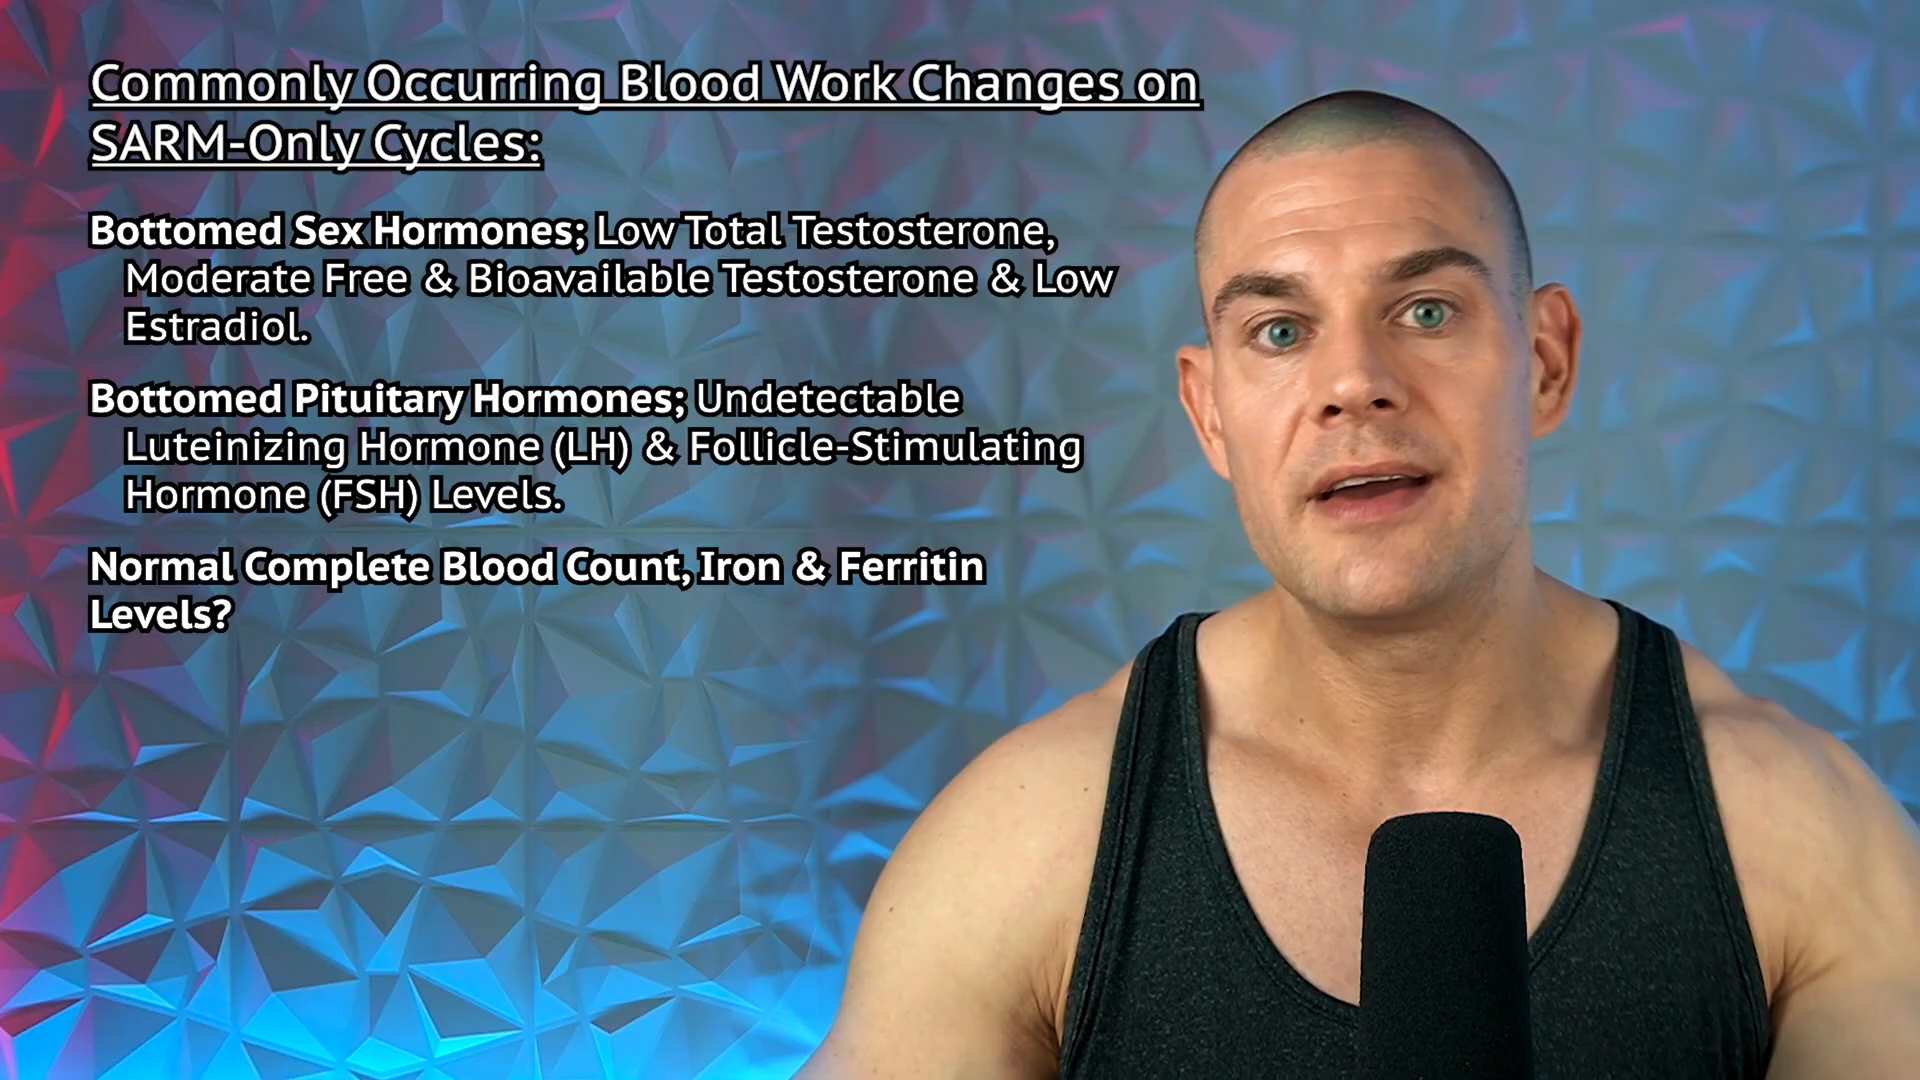 Commonly Occurring Blood Work Changes on
SARM-Only Cycles:
Bottomed Sex Hormones; Low Total Testosterone,
Moderate Free & Bioavailable Testosterone & Low
Estradiol.
Bottomed Pituitary Hormones; Undetectable
Luteinizing Hormone (LH) & Follicle-Stimulating
Hormone (FSH) Levels.
Normal Complete Blood Count, Iron & Ferritin
Levels?